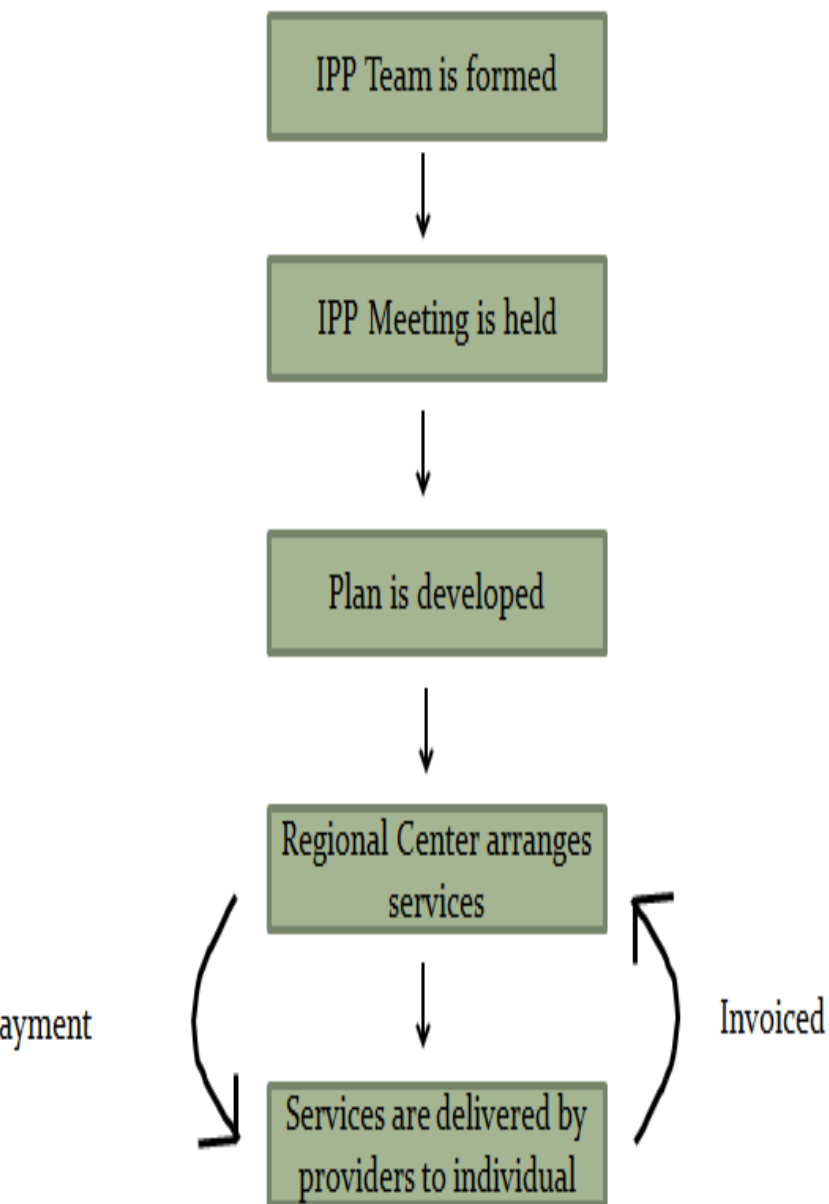 IPP Team is formed
IPP Meeting is held
Plan is developed
Regional Center arranges
services
ayment
Invoiced
Services are delivered by
providers to individual